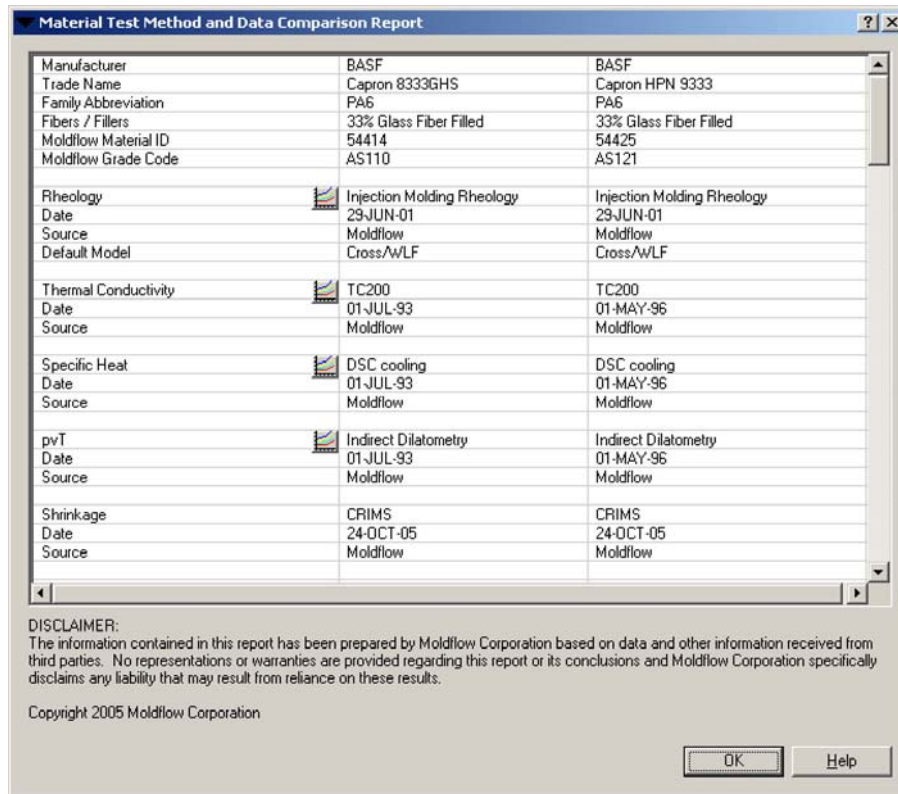 Material Test Method and Data Comparison Report
Manufacturer BASF BASF
Trade Name Capron 8333GHS Capron HPN 9333
Family Abbreviation PA6 PA6
Fibers / Fillers 33% Glass Fiber Filled 33% Glass Fiber Filled
Moldflow Material ID 54414 54425
Moldflow Grade Code AS110 AS121
Rheology Injection Molding Rheology Injection Molding Rheology
Date 29-JUN-01 29-JUN-01
Source Moldflow Moldflow
Default Model Cross/WLF Cross/WLF
Thermal Conductivity TC200 TC200
Date 01-JUL-93 01-MAY-96
Source Moldflow Moldflow
Specific Heat DSC cooling DSC cooling
Date 01-JUL-93 01-MAY-96
Source Moldflow Moldflow
pvT Indirect Dilatometry Indirect Dilatometry
Date 01-JUL-93 01-MAY-96
Source Moldflow Moldflow
Shrinkage CRIMS CRIMS
Date 24-OCT-05 24-OCT-05
Source Moldflow Moldflow
DISCLAIMER:
The information contained in this report has been prepared by Moldflow Corporation based on data and other information received from
third parties. No representations or warranties are provided regarding this report or its conclusions and Moldflow Corporation specifically
disclaims any liability that may result from reliance on these results.
Copyright 2005 Moldflow Corporation
OK Help